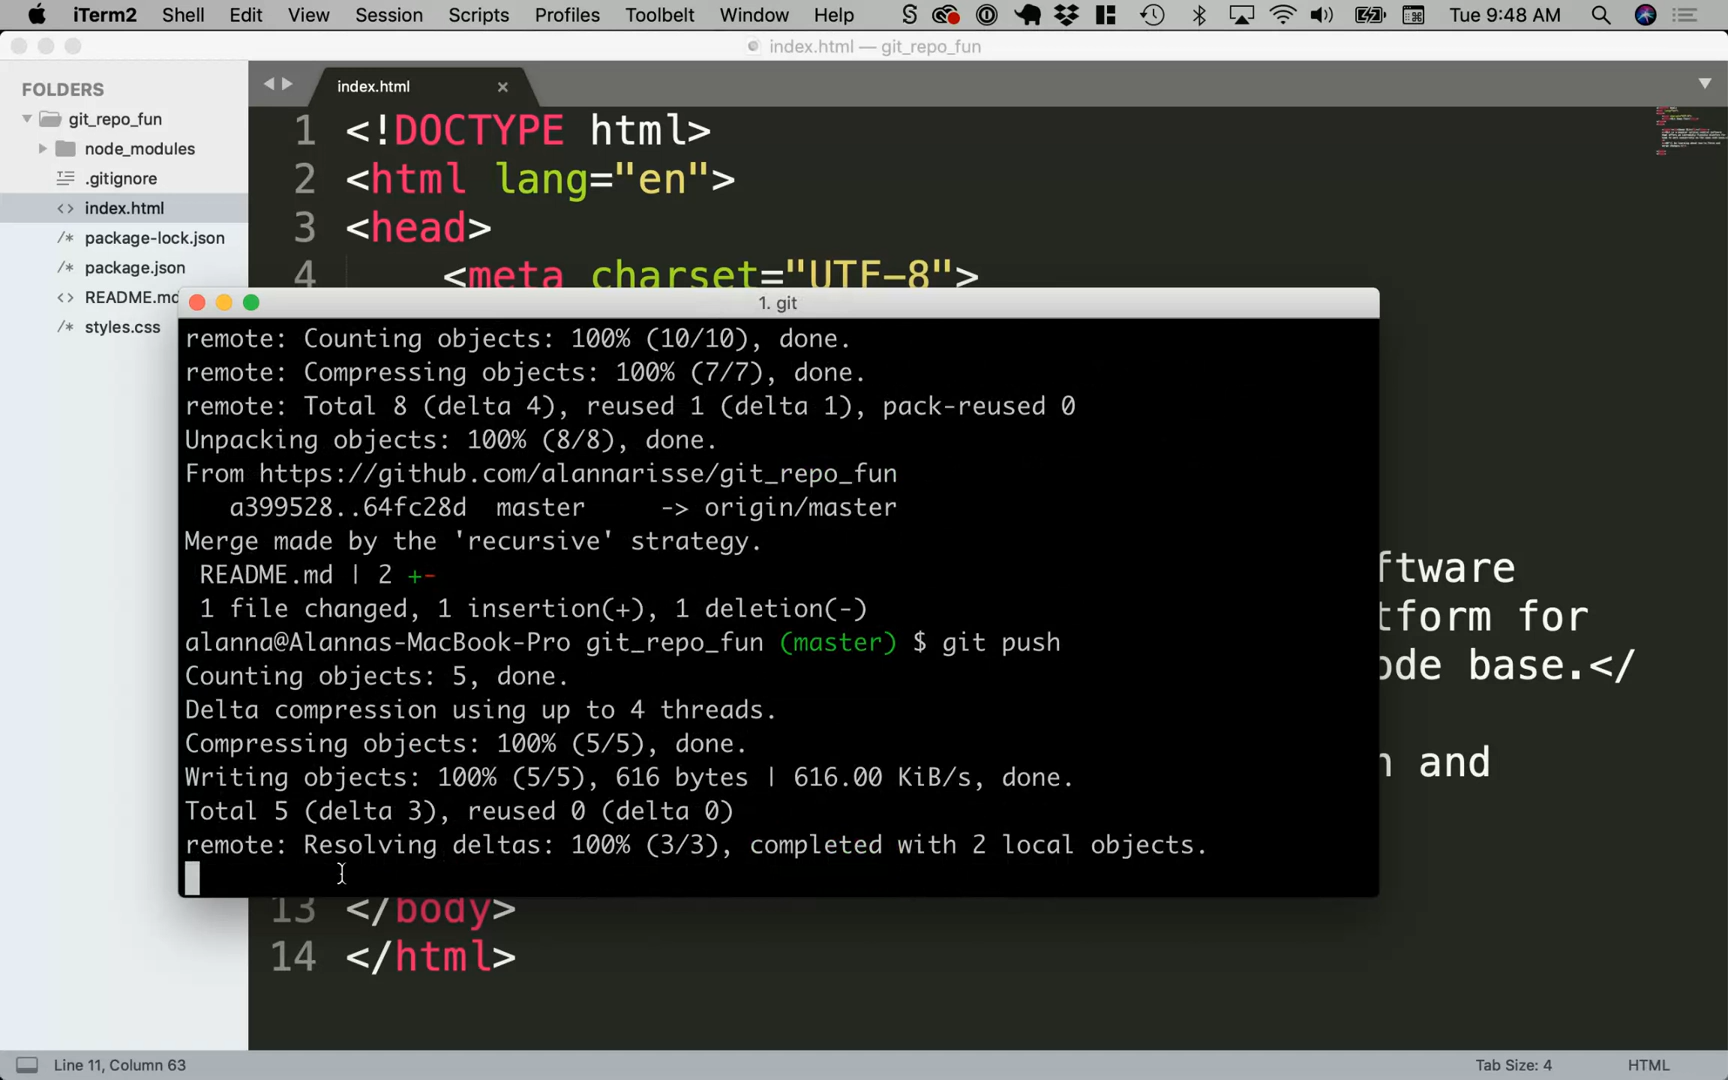 iTerm2 Shell Edit View Session Scripts Profiles Toolbelt Window Help Tue 9:48 AM
index.html — git_repo_fun
FOLDERS
git_repo_fun
node_modules
.gitignore
index.html
package-lock.json
package.json
README.md
styles.css
index.html ×
1 <!DOCTYPE html>
2 <html lang="en">
3 <head>
4 <meta charset="UTF-8">
1. git
remote: Counting objects: 100% (10/10), done.
remote: Compressing objects: 100% (7/7), done.
remote: Total 8 (delta 4), reused 1 (delta 1), pack-reused 0
Unpacking objects: 100% (8/8), done.
From https://github.com/alannarisse/git_repo_fun
a399528..64fc28d master -> origin/master
Merge made by the 'recursive' strategy.
README.md | 2 +-
1 file changed, 1 insertion(+), 1 deletion(-)
alanna@Alannas-MacBook-Pro git_repo_fun (master) $ git push
Counting objects: 5, done.
Delta compression using up to 4 threads.
Compressing objects: 100% (5/5), done.
Writing objects: 100% (5/5), 616 bytes | 616.00 KiB/s, done.
Total 5 (delta 3), reused 0 (delta 0)
remote: Resolving deltas: 100% (3/3), completed with 2 local objects.
ftware
tform for
ode base.</
n and
13 </body>
14 </html>
Line 11, Column 63
Tab Size: 4
HTML